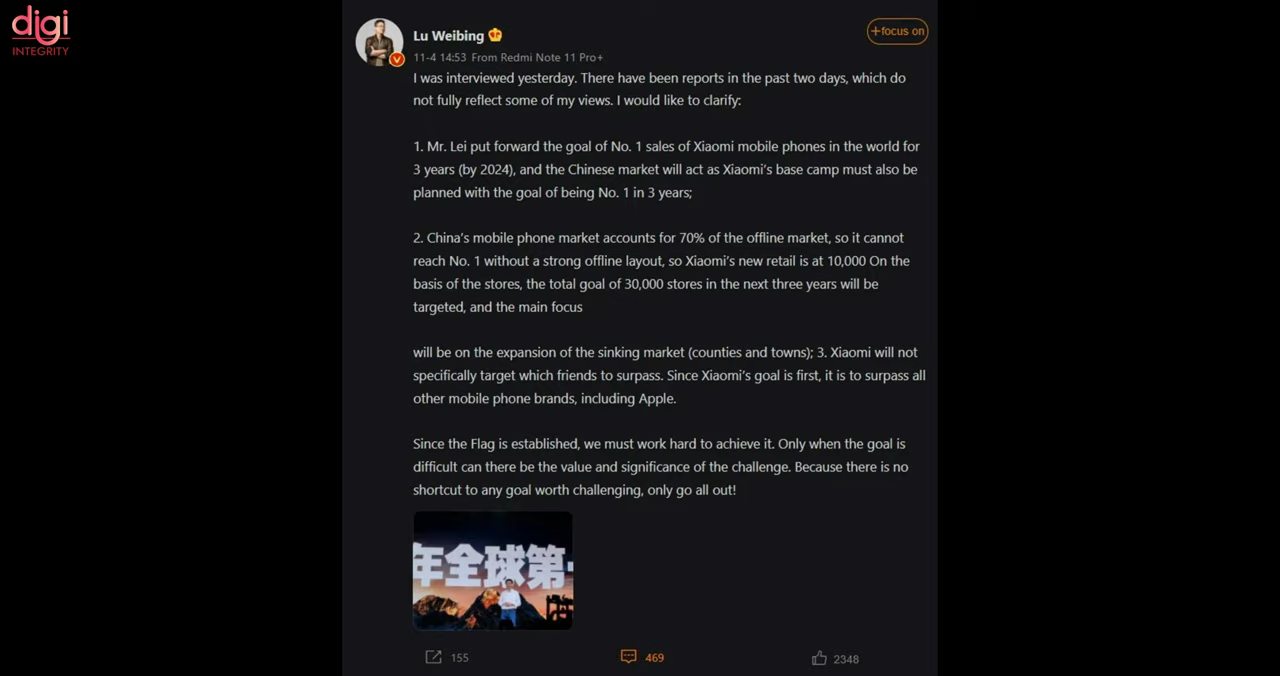 digi
INTEGRITY
Lu Weibing
+focus on
11-4 14:53 From Redmi Note 11 Pro+
I was interviewed yesterday. There have been reports in the past two days, which do
not fully reflect some of my views. I would like to clarify:
1. Mr. Lei put forward the goal of No. 1 sales of Xiaomi mobile phones in the world for
3 years (by 2024), and the Chinese market will act as Xiaomi's base camp must also be
planned with the goal of being No. 1 in 3 years;
2. China's mobile phone market accounts for 70% of the offline market, so it cannot
reach No. 1 without a strong offline layout, so Xiaomi's new retail is at 10,000 On the
basis of the stores, the total goal of 30,000 stores in the next three years will be
targeted, and the main focus
will be on the expansion of the sinking market (counties and towns); 3. Xiaomi will not
specifically target which friends to surpass. Since Xiaomi's goal is first, it is to surpass all
other mobile phone brands, including Apple.
Since the Flag is established, we must work hard to achieve it. Only when the goal is
difficult can there be the value and significance of the challenge. Because there is no
shortcut to any goal worth challenging, only go all out!
年全球第一
155
469
2348